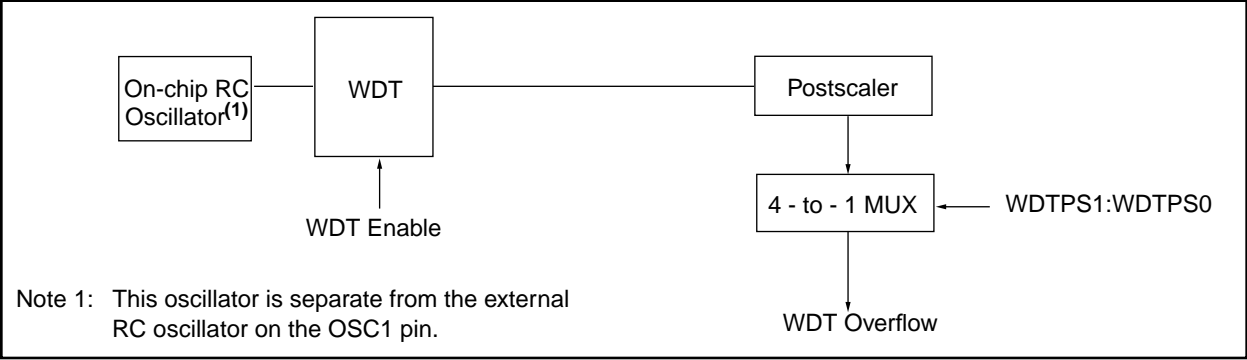 On-chip RC
Oscillator(1)
WDT
Postscaler
4 - to - 1 MUX
WDTPS1:WDTPS0
WDT Enable
Note 1: This oscillator is separate from the external
RC oscillator on the OSC1 pin.
WDT Overflow